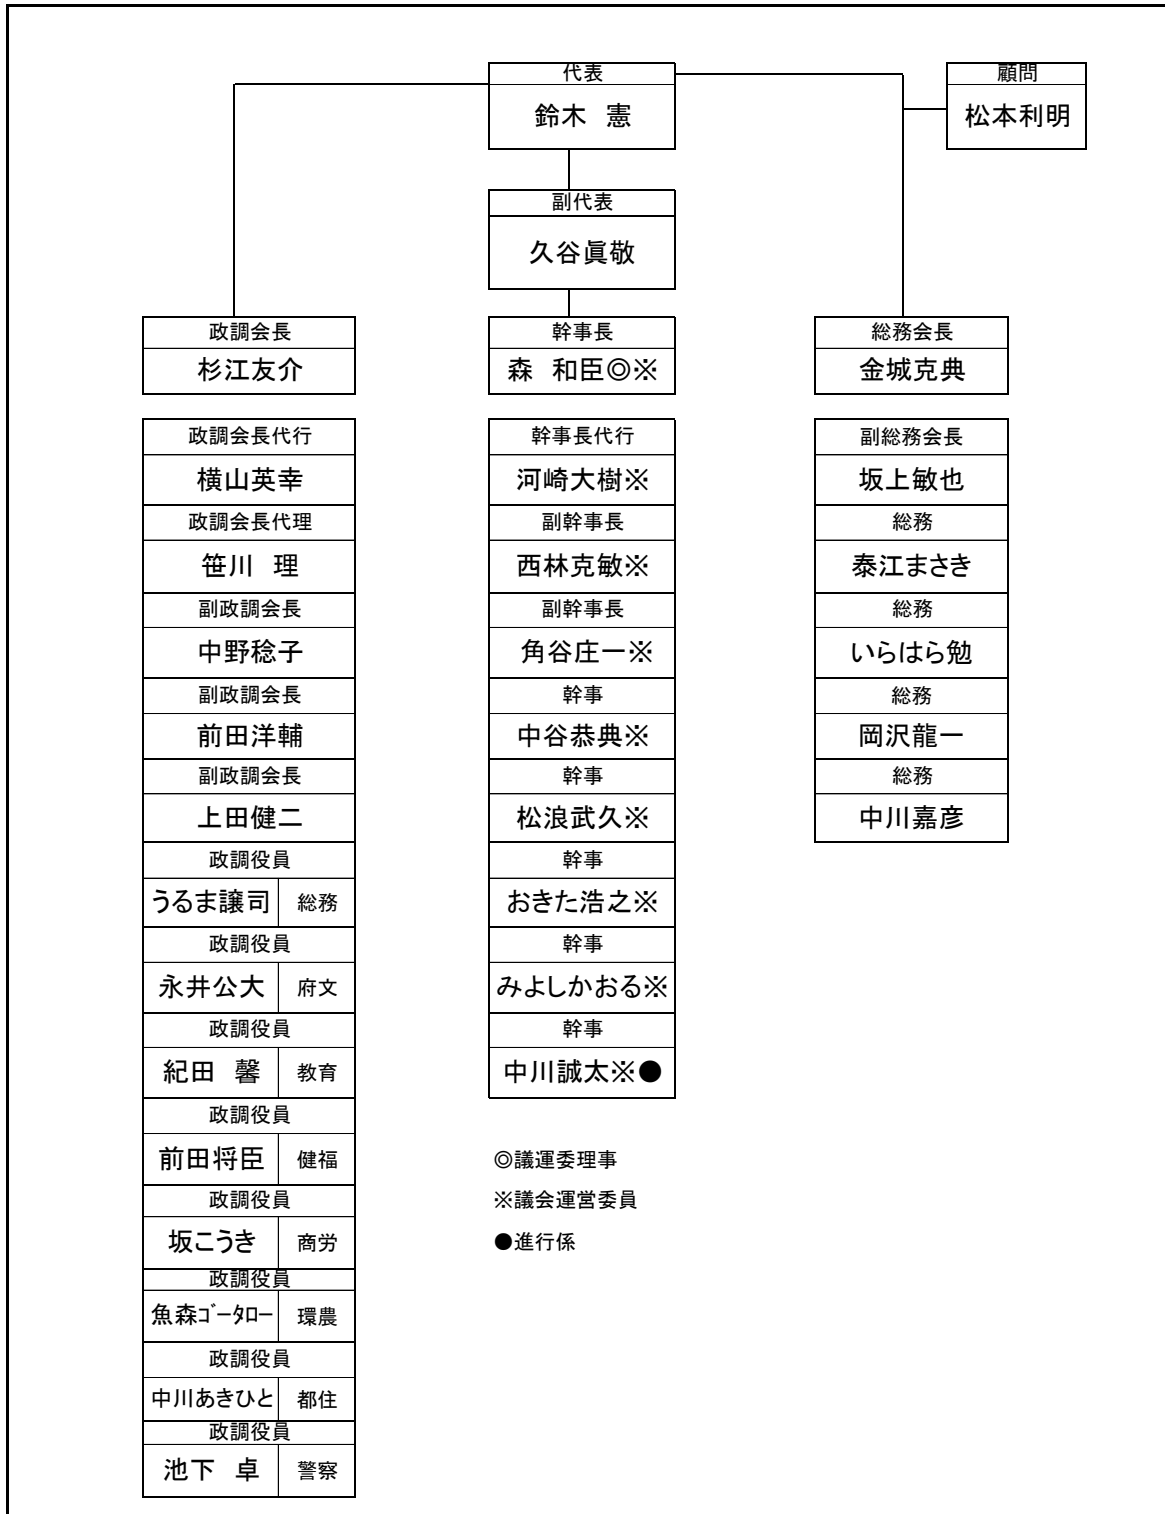 代表
鈴木　憲
顧問
松本利明
副代表
久谷眞敬
政調会長
杉江友介
幹事長
森　和臣◎※
総務会長
金城克典
政調会長代行
横山英幸
政調会長代理
笹川　理
副政調会長
中野稔子
副政調会長
前田洋輔
副政調会長
上田健二
政調役員
うるま譲司 総務
政調役員
永井公大 府文
政調役員
紀田　馨 教育
政調役員
前田将臣 健福
政調役員
坂こうき 商労
政調役員
魚森ｺﾞｰﾀﾛｰ 環農
政調役員
中川あきひと 都住
政調役員
池下　卓 警察
幹事長代行
河崎大樹※
副幹事長
西林克敏※
副幹事長
角谷庄一※
幹事
中谷恭典※
幹事
松浪武久※
幹事
おきた浩之※
幹事
みよしかおる※
幹事
中川誠太※●
◎議運委理事
※議会運営委員
●進行係
副総務会長
坂上敏也
総務
泰江まさき
総務
いらはら勉
総務
岡沢龍一
総務
中川嘉彦